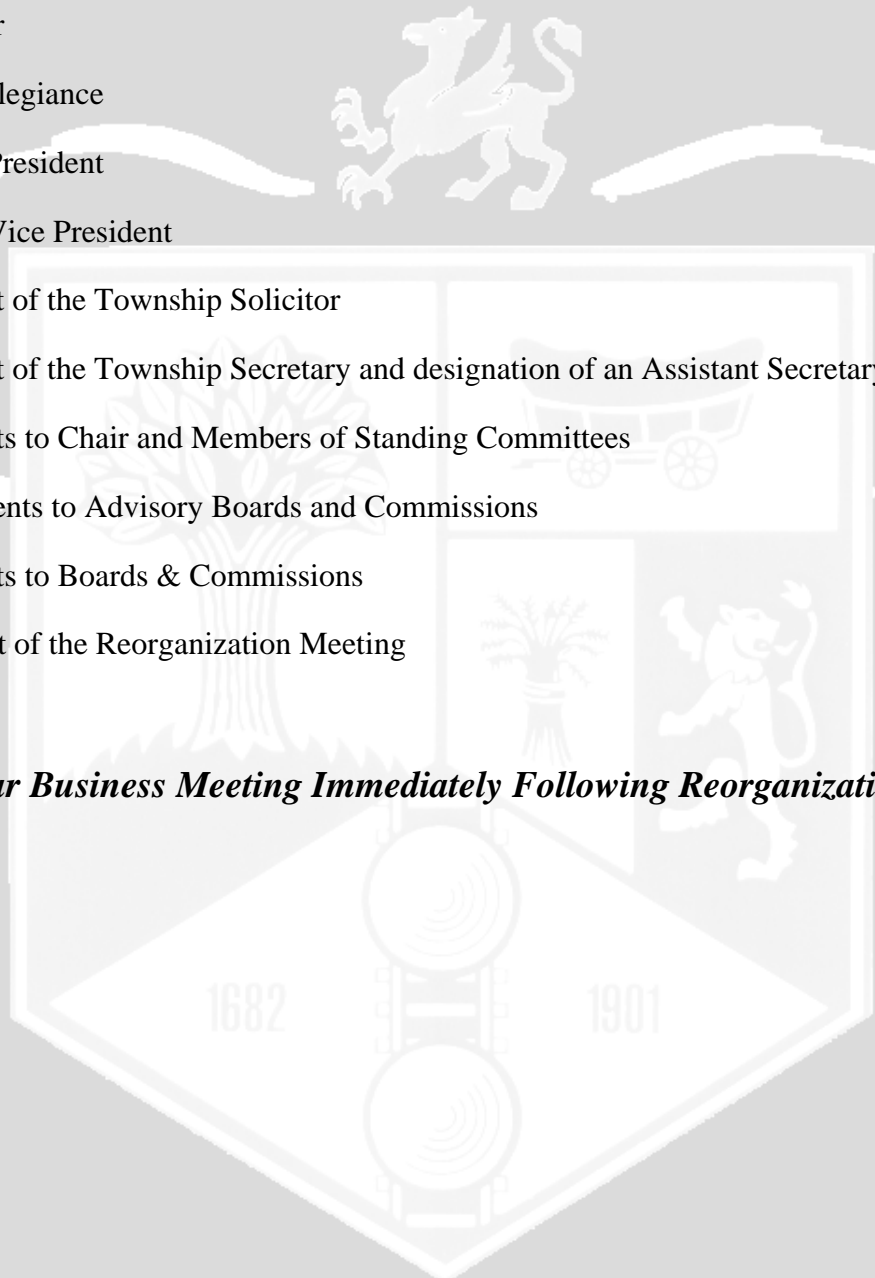 r
legiance
President
Vice President
t of the Township Solicitor
t of the Township Secretary and designation of an Assistant Secretary
ts to Chair and Members of Standing Committees
ents to Advisory Boards and Commissions
ts to Boards & Commissions
t of the Reorganization Meeting
ar Business Meeting Immediately Following Reorganizati
1682 1901